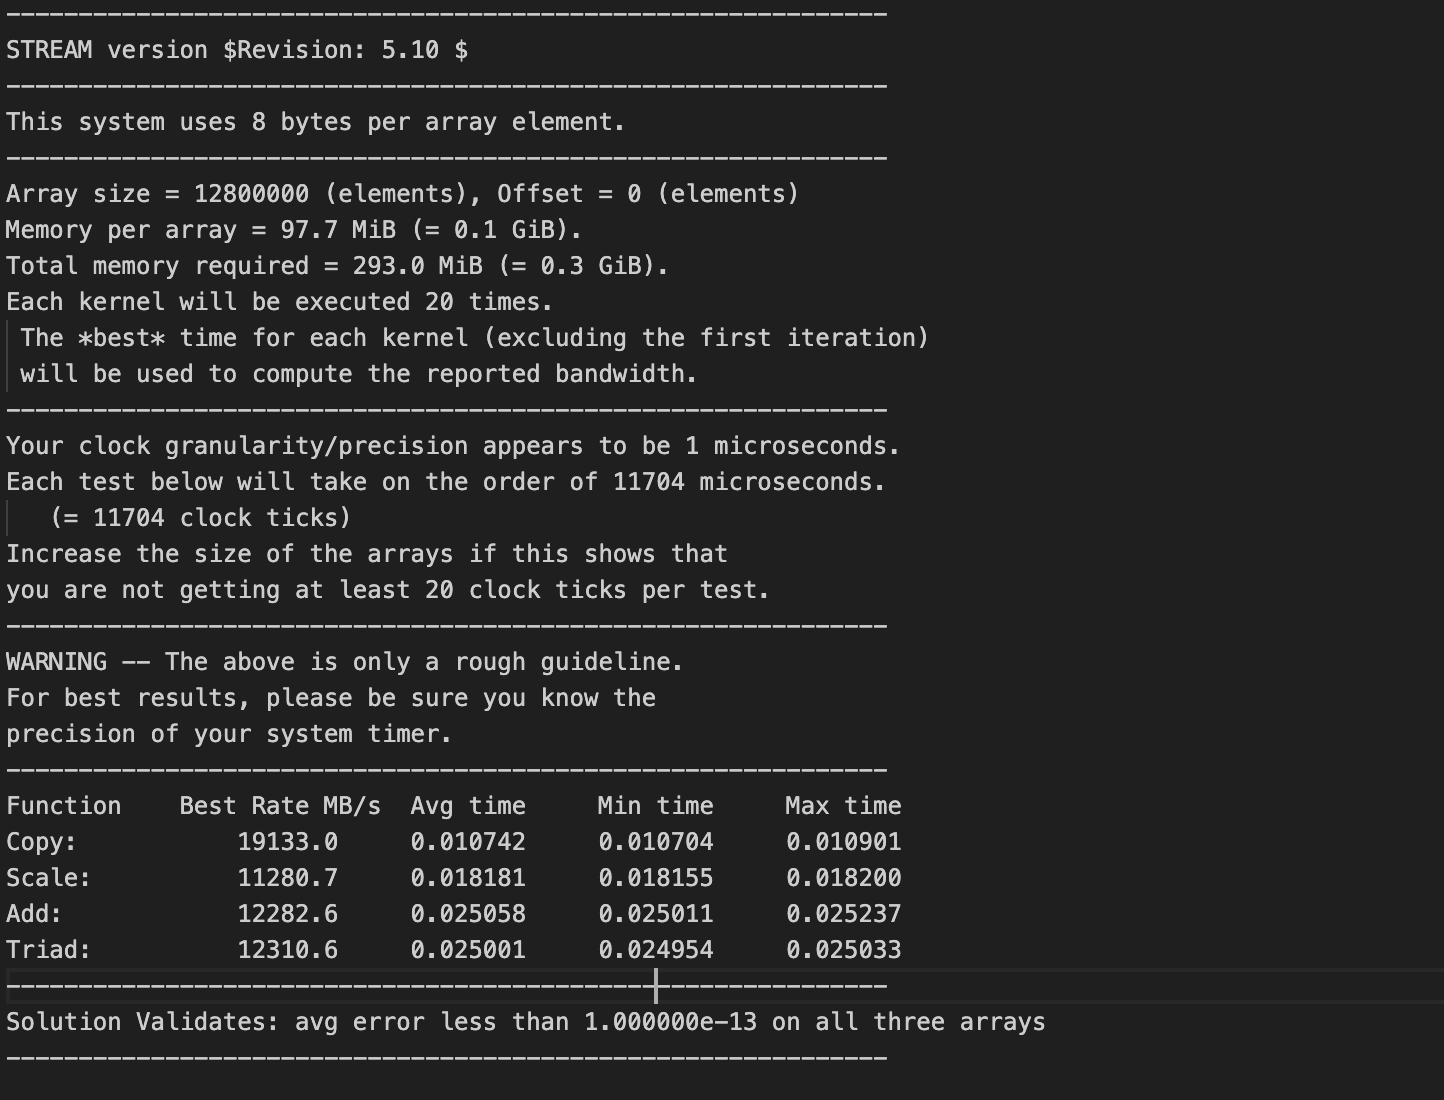 -------------------------------------------------------------
STREAM version $Revision: 5.10 $
-------------------------------------------------------------
This system uses 8 bytes per array element.
-------------------------------------------------------------
Array size = 12800000 (elements), Offset = 0 (elements)
Memory per array = 97.7 MiB (= 0.1 GiB).
Total memory required = 293.0 MiB (= 0.3 GiB).
Each kernel will be executed 20 times.
 The *best* time for each kernel (excluding the first iteration)
 will be used to compute the reported bandwidth.
-------------------------------------------------------------
Your clock granularity/precision appears to be 1 microseconds.
Each test below will take on the order of 11704 microseconds.
   (= 11704 clock ticks)
Increase the size of the arrays if this shows that
you are not getting at least 20 clock ticks per test.
-------------------------------------------------------------
WARNING -- The above is only a rough guideline.
For best results, please be sure you know the
precision of your system timer.
-------------------------------------------------------------
Function    Best Rate MB/s  Avg time     Min time     Max time
Copy:           19133.0     0.010742     0.010704     0.010901
Scale:          11280.7     0.018181     0.018155     0.018200
Add:            12282.6     0.025058     0.025011     0.025237
Triad:          12310.6     0.025001     0.024954     0.025033
-------------------------------------------------------------
Solution Validates: avg error less than 1.000000e-13 on all three arrays
-------------------------------------------------------------